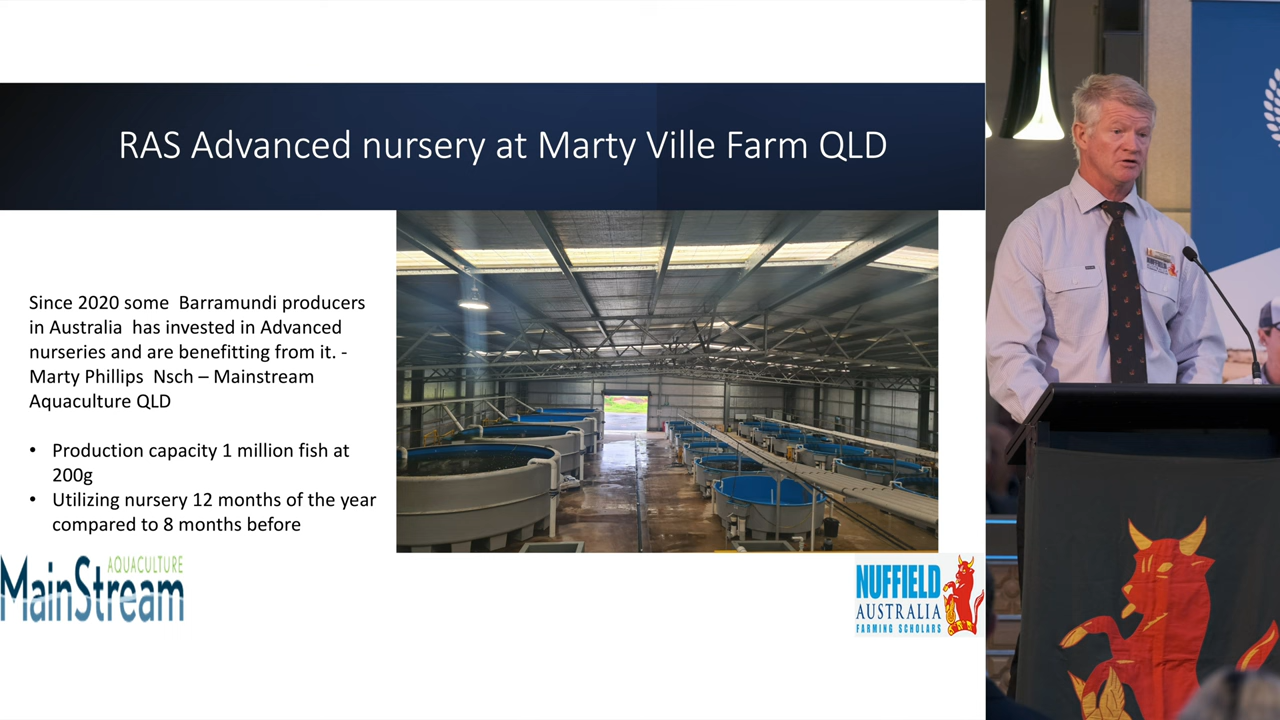 RAS Advanced nursery at Marty Ville Farm QLD
Since 2020 some Barramundi producers
in Australia has invested in Advanced
nurseries and are benefitting from it. -
Marty Phillips Nsch – Mainstream
Aquaculture QLD
• Production capacity 1 million fish at
200g
• Utilizing nursery 12 months of the year
compared to 8 months before
AQUACULTURE
MainStream
NUFFIELD
AUSTRALIA
FARMING SCHOLARS
NUFFIELD